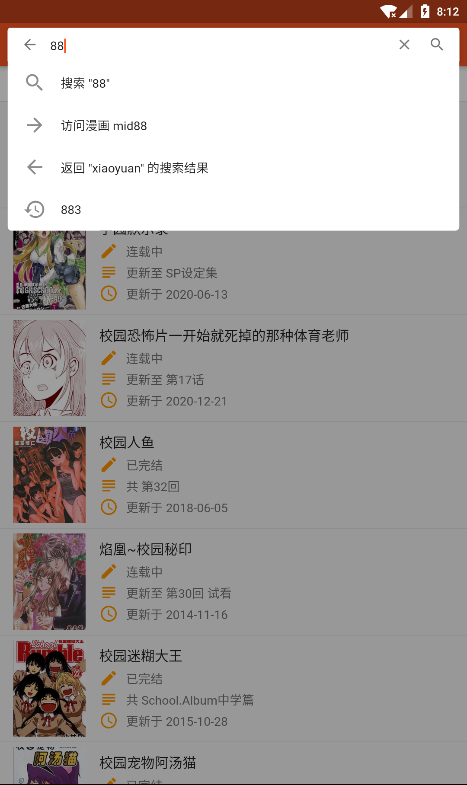 8:12
88
搜索 "88"
访问漫画 mid88
返回 "xiaoyuan" 的搜索结果
883
连载中
更新至 SP设定集
更新于 2020-06-13
校园恐怖片一开始就死掉的那种体育老师
连载中
更新至 第17话
更新于 2020-12-21
校园人鱼
已完结
共 第32回
更新于 2018-06-05
焰凰~校园秘印
连载中
更新至 第30回 试看
更新于 2014-11-16
校园迷糊大王
已完结
共 School.Album中学篇
更新于 2015-10-28
校园宠物阿汤猫
已完结